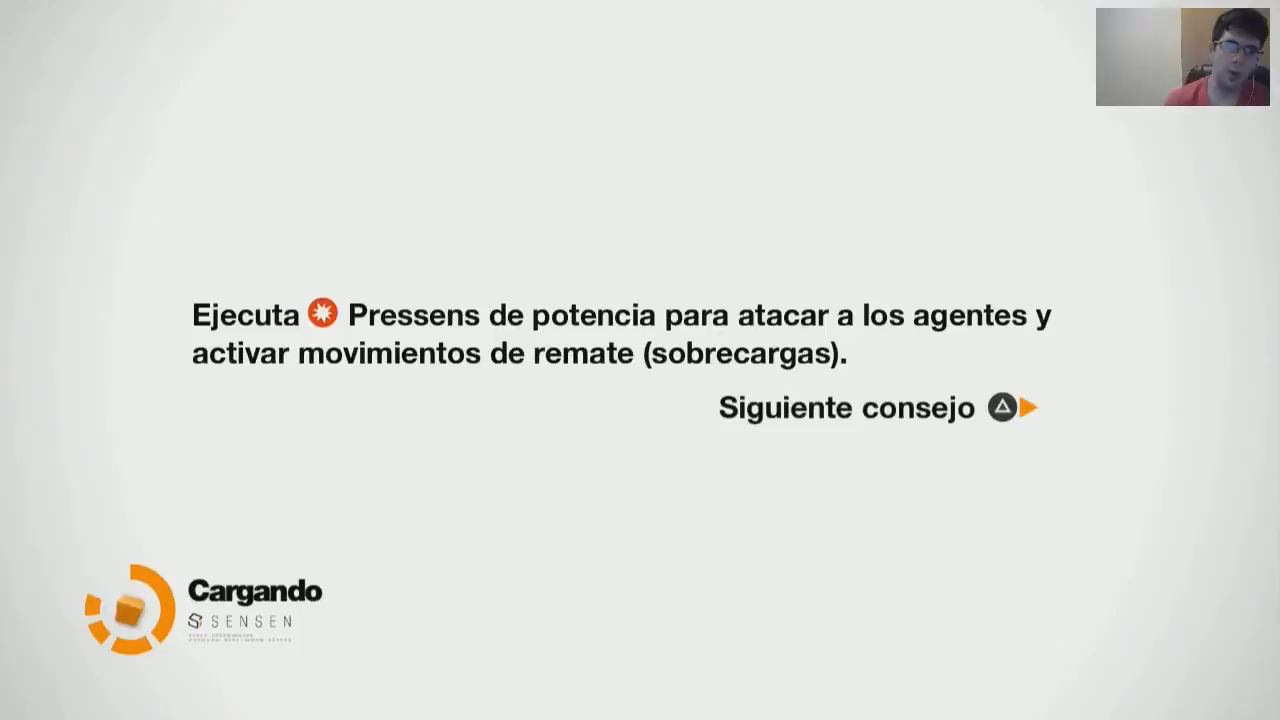 Ejecuta Pressens de potencia para atacar a los agentes y
activar movimientos de remate (sobrecargas).
Siguiente consejo
Cargando
SENSEN